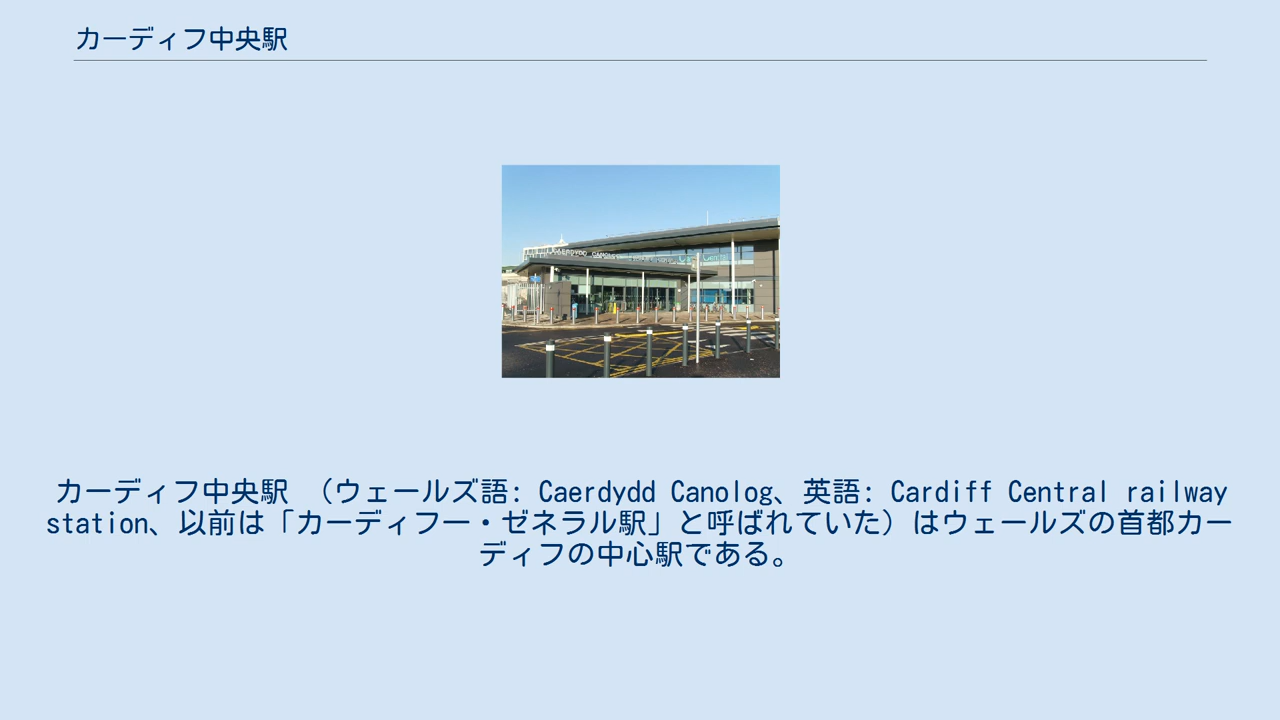 カーディフ中央駅
CAERDYDD CANOLOG
カーディフ中央駅 （ウェールズ語: Caerdydd Canolog、英語: Cardiff Central railway
station、以前は「カーディフー・ゼネラル駅」と呼ばれていた）はウェールズの首都カー
ディフの中心駅である。